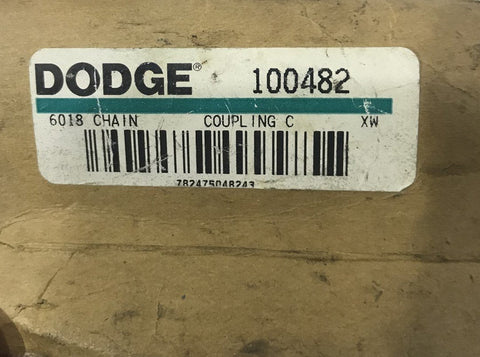 DODGE® 100482
6018 CHAIN COUPLING C XW
782475048243